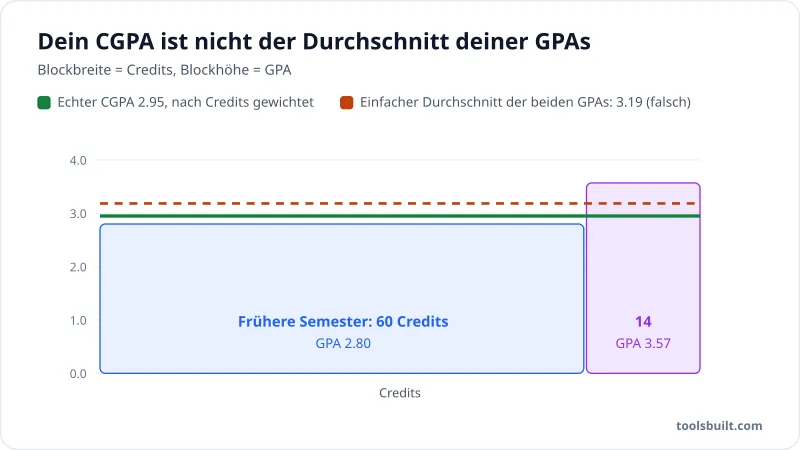 Dein CGPA ist nicht der Durchschnitt deiner GPAs
Blockbreite = Credits, Blockhöhe = GPA
Echter CGPA 2.95, nach Credits gewichtet
Einfacher Durchschnitt der beiden GPAs: 3.19 (falsch)
4.0
3.0
2.0
1.0
0.0
Frühere Semester: 60 Credits
GPA 2.80
14
GPA 3.57
Credits
toolsbuilt.com